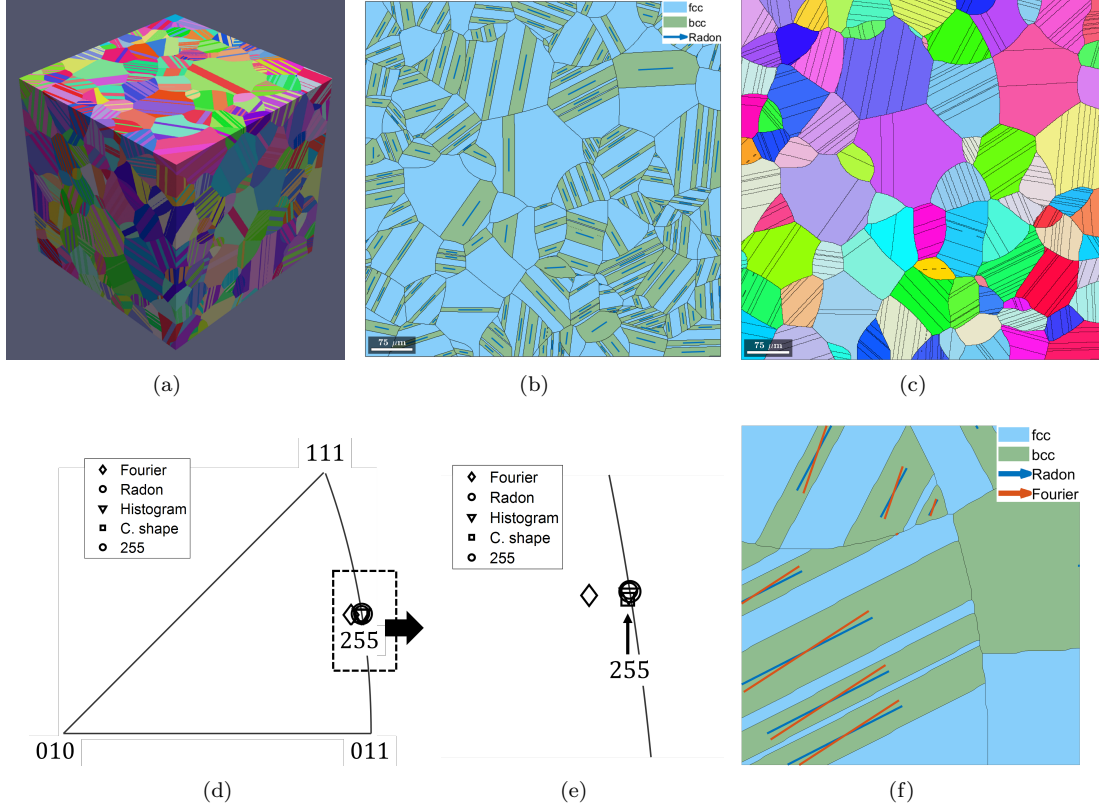 fcc
bcc
Radon
75 μm
75 μm
(a)
(b)
(c)
111
Fourier
Radon
Histogram
C. shape
255
255
010
011
Fourier
Radon
Histogram
C. shape
255
255
fcc
bcc
Radon
Fourier
(d)
(e)
(f)